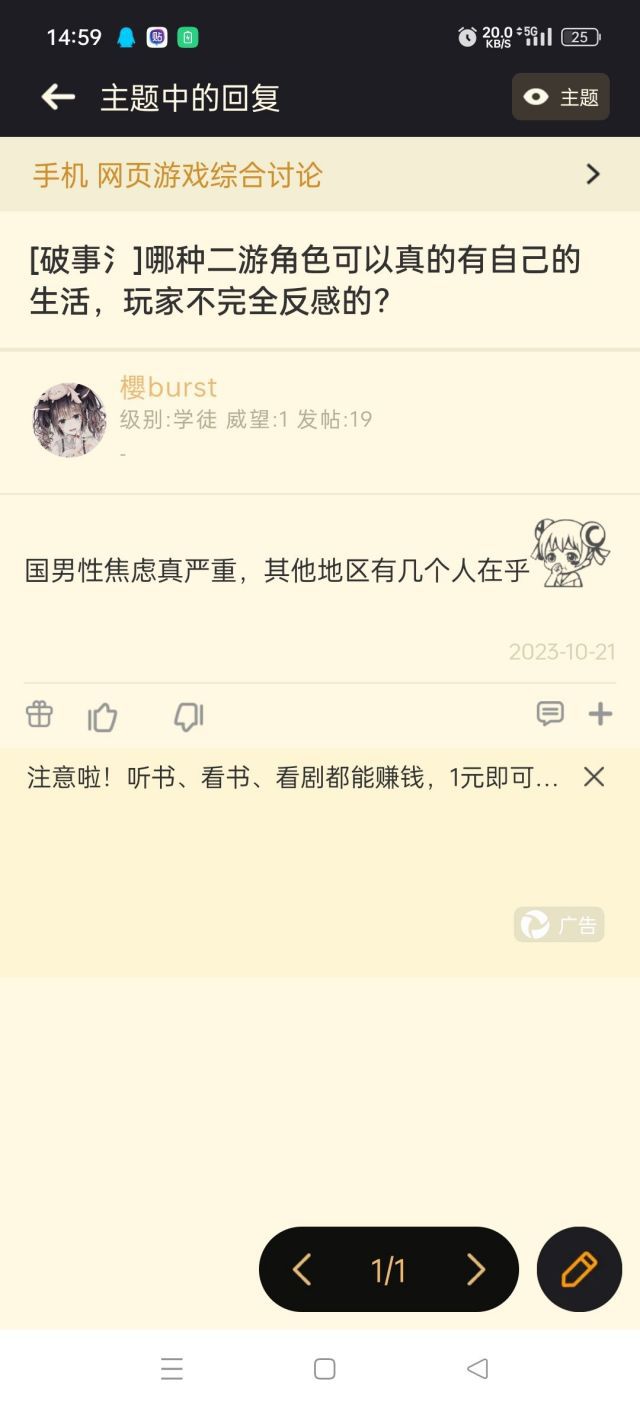 14:59
贴
20.0 KB/S 5G 25
主题中的回复
主题
手机 网页游戏综合讨论
[破事氵]哪种二游角色可以真的有自己的
生活，玩家不完全反感的?
樱burst
级别:学徒 威望:1 发帖:19
-
国男性焦虑真严重，其他地区有几个人在乎
2023-10-21
注意啦！听书、看书、看剧都能赚钱，1元即可...
广告
1/1